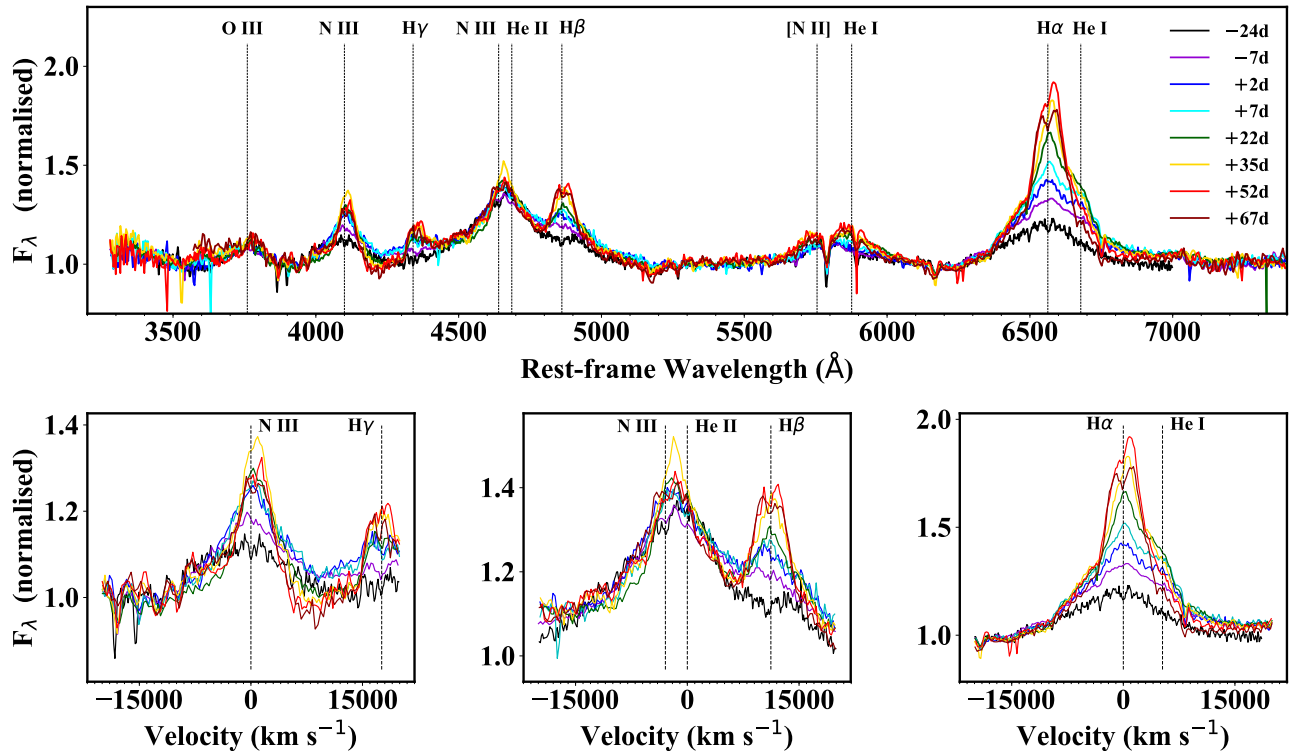 O III N III Hγ N III He II Hβ [N II] He I Hα He I
−24d
−7d
+2d
+7d
+22d
+35d
+52d
+67d
2.0
1.5
1.0
F_λ (normalised)
3500 4000 4500 5000 5500 6000 6500 7000
Rest-frame Wavelength (Å)
N III Hγ
1.4
1.2
1.0
F_λ (normalised)
−15000 0 15000
Velocity (km s⁻¹)
N III He II Hβ
1.4
1.2
1.0
−15000 0 15000
Velocity (km s⁻¹)
Hα He I
2.0
1.5
1.0
−15000 0 15000
Velocity (km s⁻¹)